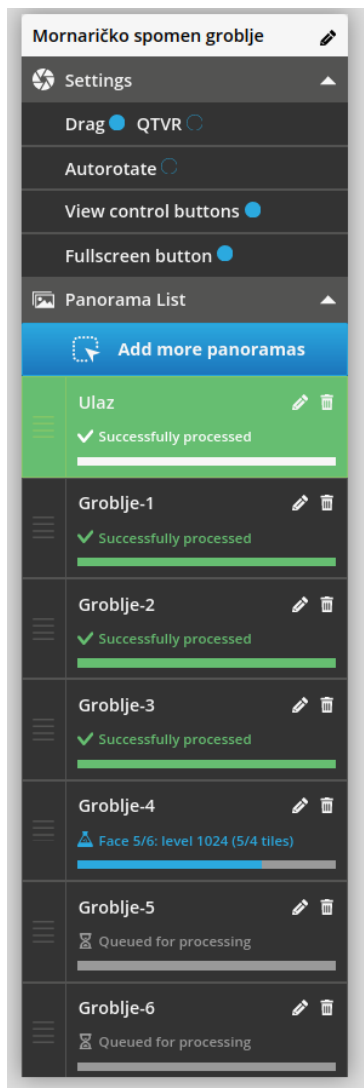 Mornaričko spomen groblje
Settings
Drag QTVR
Autorotate
View control buttons
Fullscreen button
Panorama List
Add more panoramas
Ulaz
Successfully processed
Groblje-1
Successfully processed
Groblje-2
Successfully processed
Groblje-3
Successfully processed
Groblje-4
Face 5/6: level 1024 (5/4 tiles)
Groblje-5
Queued for processing
Groblje-6
Queued for processing